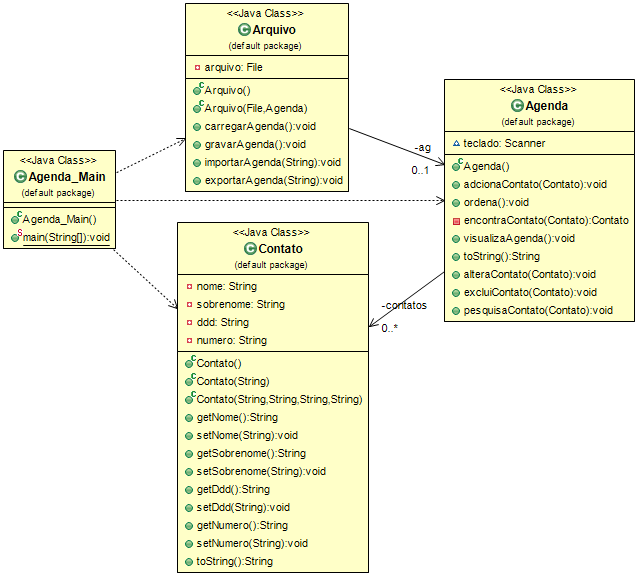 <<Java Class>>
Arquivo
(default package)
arquivo: File
Arquivo()
Arquivo(File,Agenda)
carregarAgenda():void
gravarAgenda():void
importarAgenda(String):void
exportarAgenda(String):void
<<Java Class>>
Agenda
(default package)
teclado: Scanner
Agenda()
adcionaContato(Contato):void
ordena():void
encontraContato(Contato):Contato
visualizaAgenda():void
toString():String
alteraContato(Contato):void
excluiContato(Contato):void
pesquisaContato(Contato):void
-ag
0..1
<<Java Class>>
Agenda_Main
(default package)
Agenda_Main()
main(String[]):void
<<Java Class>>
Contato
(default package)
nome: String
sobrenome: String
ddd: String
numero: String
Contato()
Contato(String)
Contato(String,String,String,String)
getNome():String
setNome(String):void
getSobrenome():String
setSobrenome(String):void
getDdd():String
setDdd(String):void
getNumero():String
setNumero(String):void
toString():String
-contatos
0..*